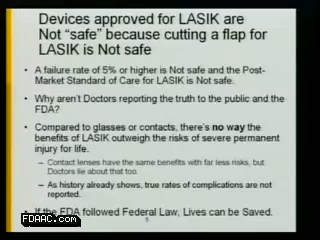 Devices approved for LASIK are
Not "safe" because cutting a flap for
LASIK is Not safe
• A failure rate of 5% or higher is Not safe and the Post-
Market Standard of Care for LASIK is Not safe.
• Why aren't Doctors reporting the truth to the public and the
FDA?
• Compared to glasses or contacts, there's no way the
benefits of LASIK outweigh the risks of severe permanent
injury for life.
– Contact lenses have the same benefits with far less risks, but
Doctors lie about that too.
– As history already shows, true rates of complications are not
reported.
• If the FDA followed Federal Law, Lives can be Saved.
FDAAC.com
5